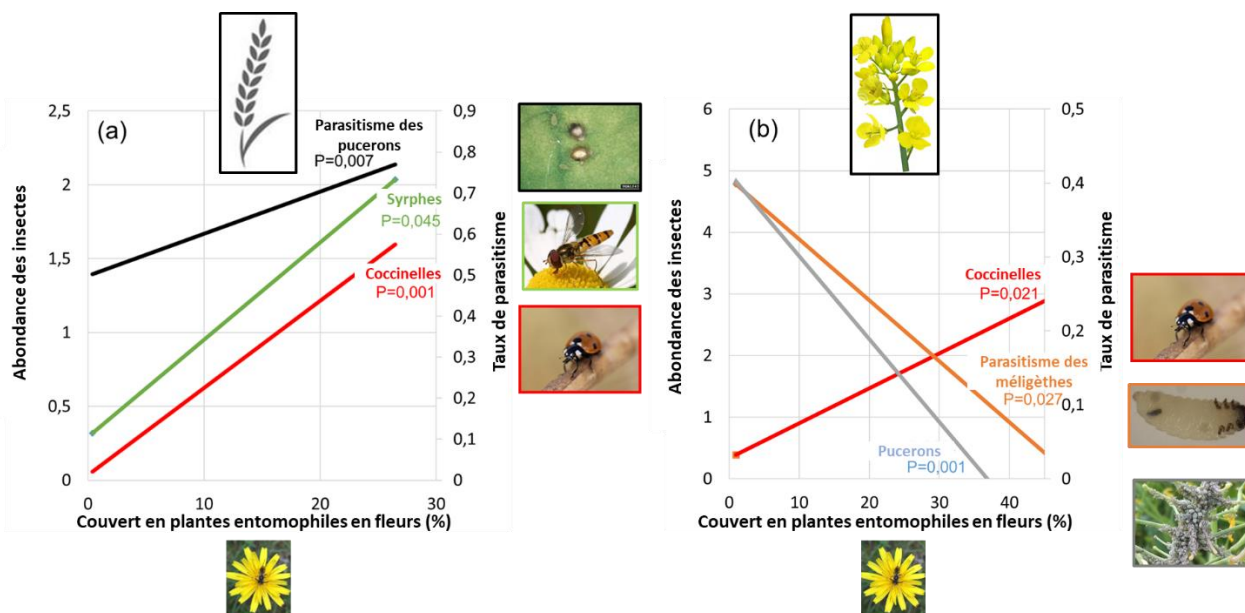 (a)
Parasitisme des
pucerons
P=0,007
Syrphes
P=0,045
Coccinelles
P=0,001
Abondance des insectes
2,5
2
1,5
1
0,5
0
0,9
0,8
0,7
0,6
0,5
0,4
0,3
0,2
0,1
0
Taux de parasitisme
0
10
20
30
Couvert en plantes entomophiles en fleurs (%)
(b)
Coccinelles
P=0,021
Parasitisme des
méligèthes
P=0,027
Pucerons
P=0,001
Abondance des insectes
6
5
4
3
2
1
0
0,5
0,4
0,3
0,2
0,1
0
Taux de parasitisme
0
10
20
30
40
Couvert en plantes entomophiles en fleurs (%)